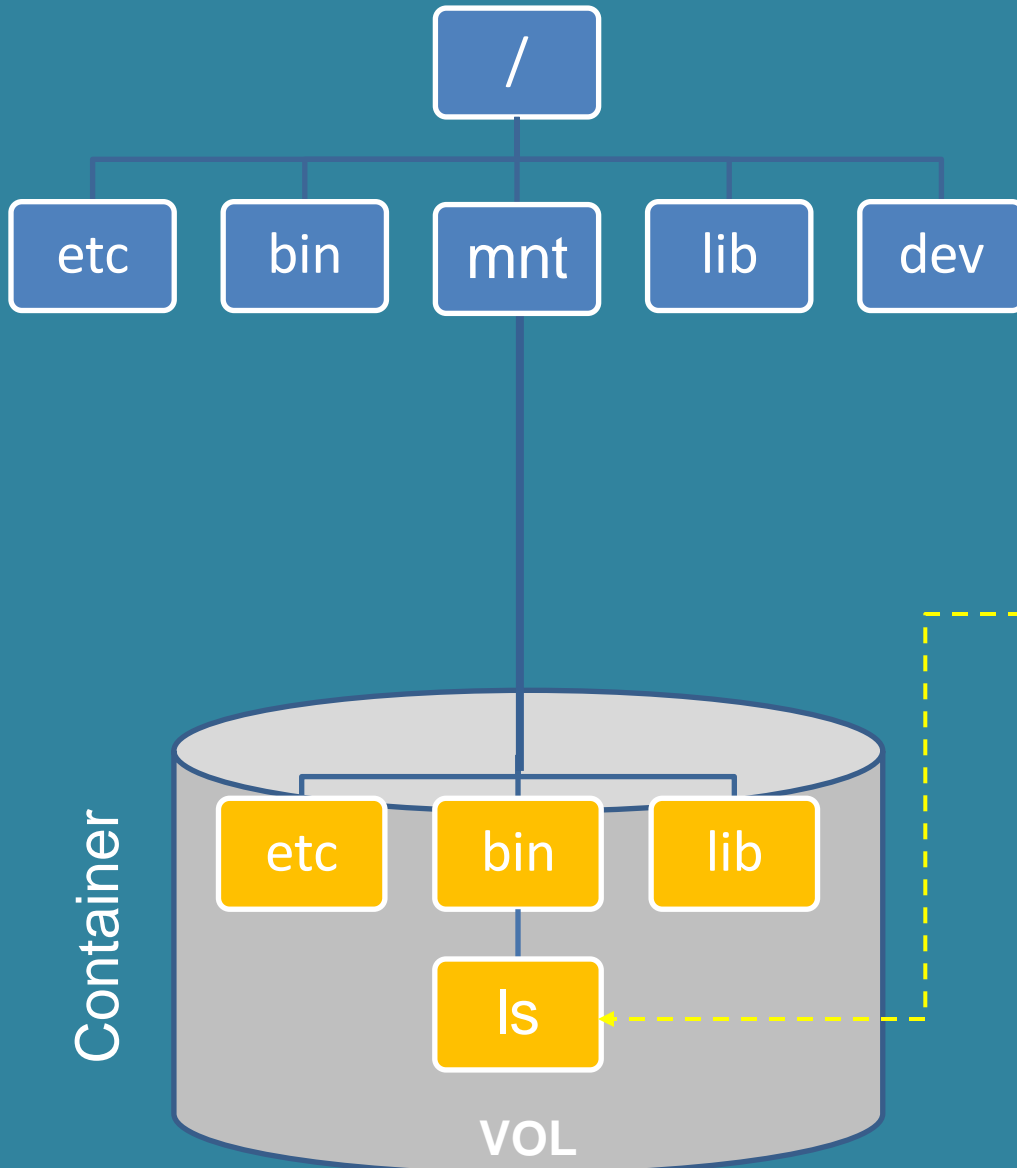 /
etc
bin
mnt
lib
dev
Container
etc
bin
lib
ls
VOL